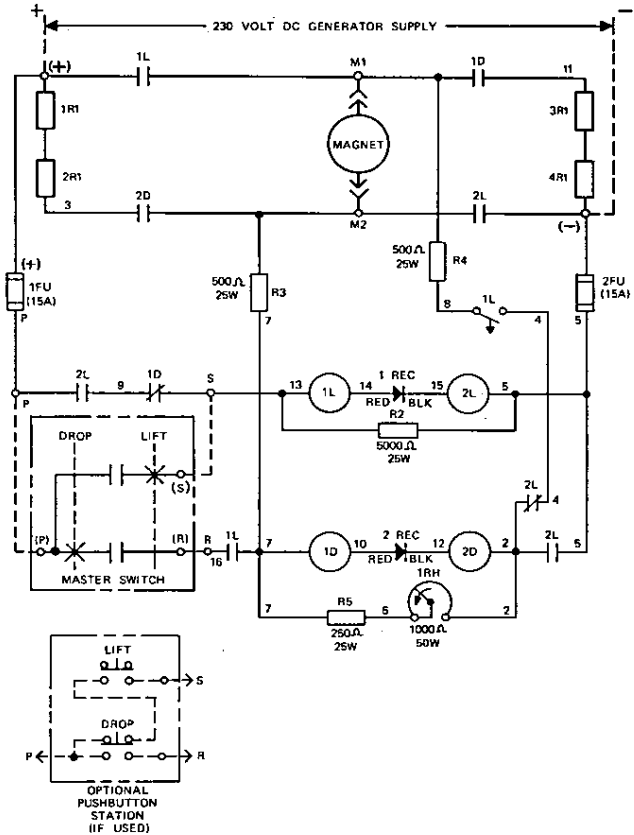 + 230 VOLT DC GENERATOR SUPPLY −
(+) 1L M1 1D 11
1R1 3R1
MAGNET
2R1 4R1
3 2D M2 2L (−)
(+)
1FU
(15A)
P
500Ω
25W
R3
7
500Ω
25W
R4
8 1L 4
2FU
(15A)
5
P 2L 9 1D S 13 1L 14 1 REC 15 2L 5
RED BLK
R2
5000Ω
25W
DROP LIFT
(S)
2L
4
(P) (R) R 16 1L 7 1D 10 2 REC 12 2D 2 2L 5
RED BLK
MASTER SWITCH
1RH
7 R5 6 2
250Ω
25W
1000Ω
50W
LIFT
S
DROP
P R
OPTIONAL
PUSHBUTTON
STATION
(IF USED)